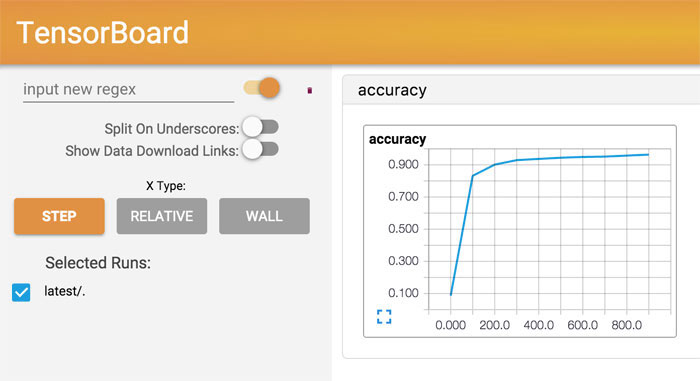 TensorBoard
input new regex
Split On Underscores:
Show Data Download Links:
X Type:
STEP RELATIVE WALL
Selected Runs:
latest/.
accuracy
accuracy
0.900
0.700
0.500
0.300
0.100
0.000 200.0 400.0 600.0 800.0